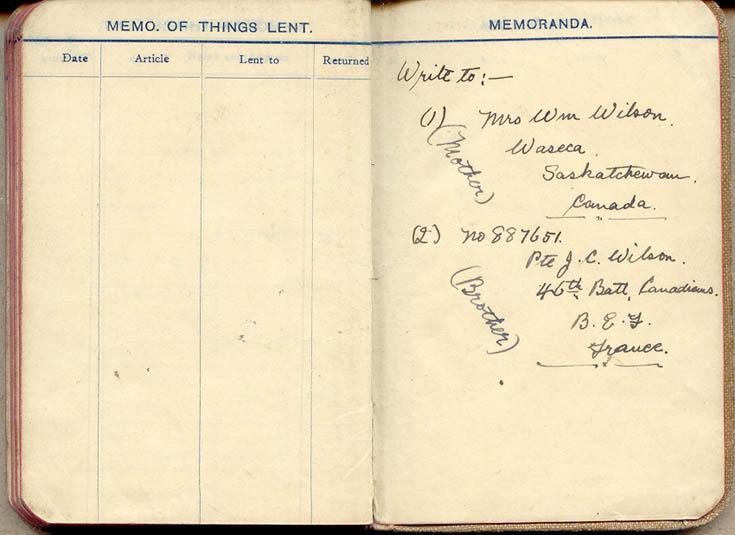 MEMO. OF THINGS LENT.
Date Article Lent to Returned
MEMORANDA.
Write to:—
(1) Mrs Wm Wilson.
(Mother)
Waseca.
Saskatchewan.
Canada.
(2) No 887651.
Pte J. C. Wilson.
(Brother)
46th Batt. Canadians.
B. E. F.
France.